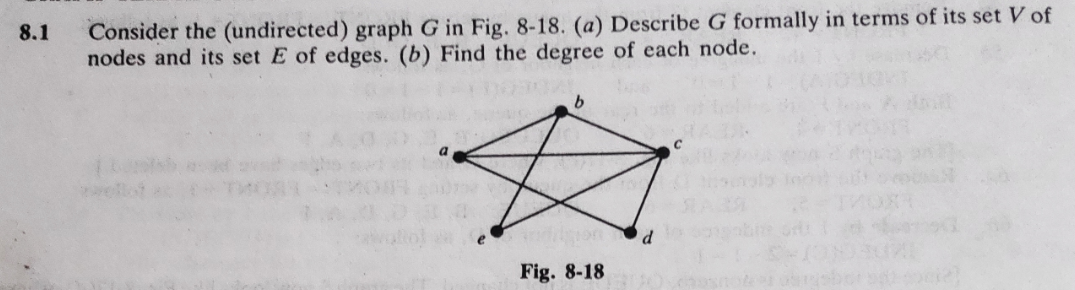 8.1 Consider the (undirected) graph G in Fig. 8-18. (a) Describe G formally in terms of its set V of
nodes and its set E of edges. (b) Find the degree of each node.
b
a
c
e
d
Fig. 8-18